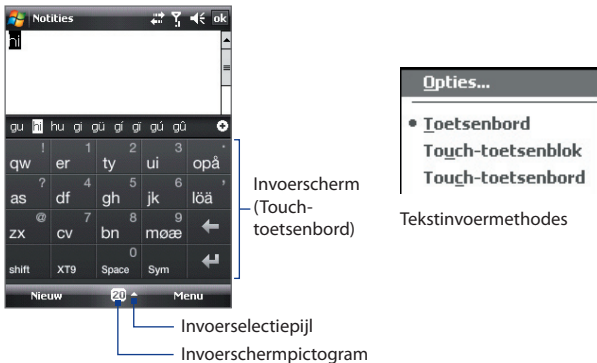 Notities ok
hi
gu hi hu gi gü gí gï gú gû
! 1 2 3 ·
qw er ty ui opå
? 4 5 6 ,
as df gh jk löä
@ 7 8 9
zx cv bn møæ
0
shift XT9 Space Sym
Nieuw 20 Menu
Invoerscherm
(Touch-
toetsenbord)
Invoerselectiepijl
Invoerschermpictogram
Opties...
• Toetsenbord
Touch-toetsenblok
Touch-toetsenbord
Tekstinvoermethodes